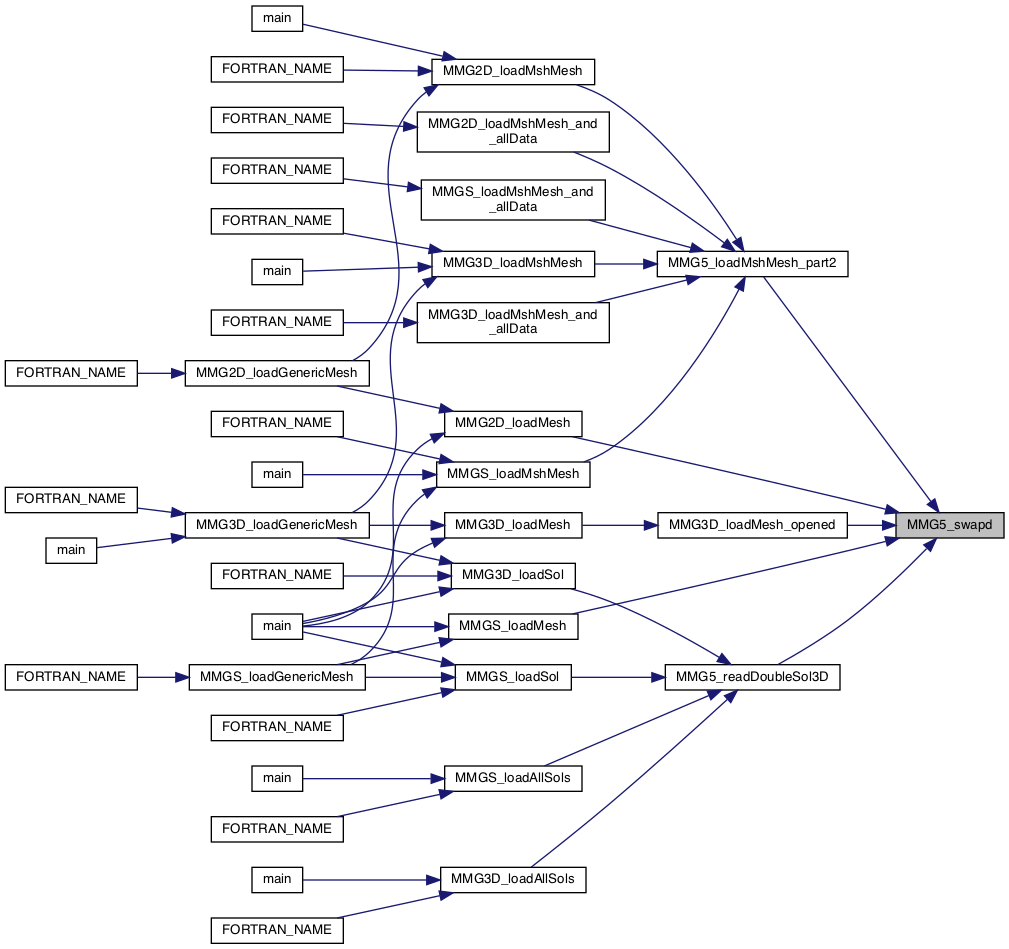 main
FORTRAN_NAME
MMG2D_loadMshMesh
FORTRAN_NAME
MMG2D_loadMshMesh_and
_allData
FORTRAN_NAME
MMGS_loadMshMesh_and
_allData
FORTRAN_NAME
MMG3D_loadMshMesh
MMG5_loadMshMesh_part2
main
FORTRAN_NAME
MMG3D_loadMshMesh_and
_allData
FORTRAN_NAME
MMG2D_loadGenericMesh
FORTRAN_NAME
MMG2D_loadMesh
main
MMGS_loadMshMesh
FORTRAN_NAME
MMG3D_loadGenericMesh
MMG3D_loadMesh
MMG3D_loadMesh_opened
MMG5_swapd
main
FORTRAN_NAME
MMG3D_loadSol
main
MMGS_loadMesh
FORTRAN_NAME
MMGS_loadGenericMesh
MMGS_loadSol
MMG5_readDoubleSol3D
FORTRAN_NAME
main
MMGS_loadAllSols
FORTRAN_NAME
main
MMG3D_loadAllSols
FORTRAN_NAME